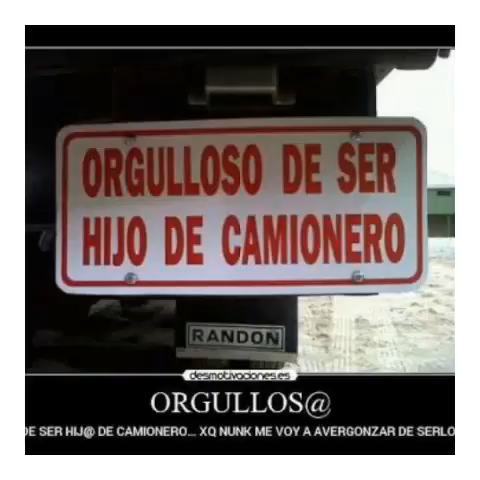 ORGULLOSO DE SER
HIJO DE CAMIONERO
RANDON
desmotivaciones.es
ORGULLOS@
DE SER HIJ@ DE CAMIONERO... XQ NUNK ME VOY A AVERGONZAR DE SERLO